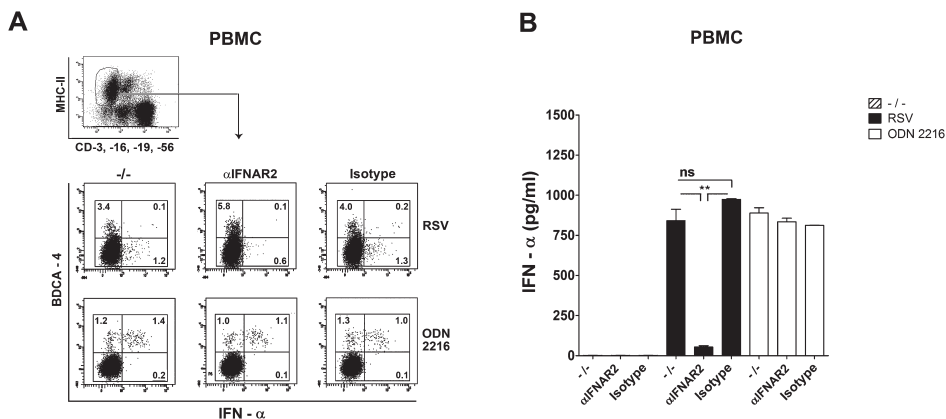 A
PBMC
MHC-II
CD-3, -16, -19, -56
-/-
αIFNAR2
Isotype
3.4 0.1
1.2
5.8 0.1
0.6
4.0 0.2
1.3
RSV
BDCA - 4
1.2 1.4
0.2
1.0 1.1
0.1
1.3 1.0
0.1
ODN
2216
IFN - α
B
PBMC
- / -
RSV
ODN 2216
IFN - α (pg/ml)
1500
1250
1000
750
500
250
0
ns
**
- / -
αIFNAR2
Isotype
- / -
αIFNAR2
Isotype
- / -
αIFNAR2
Isotype